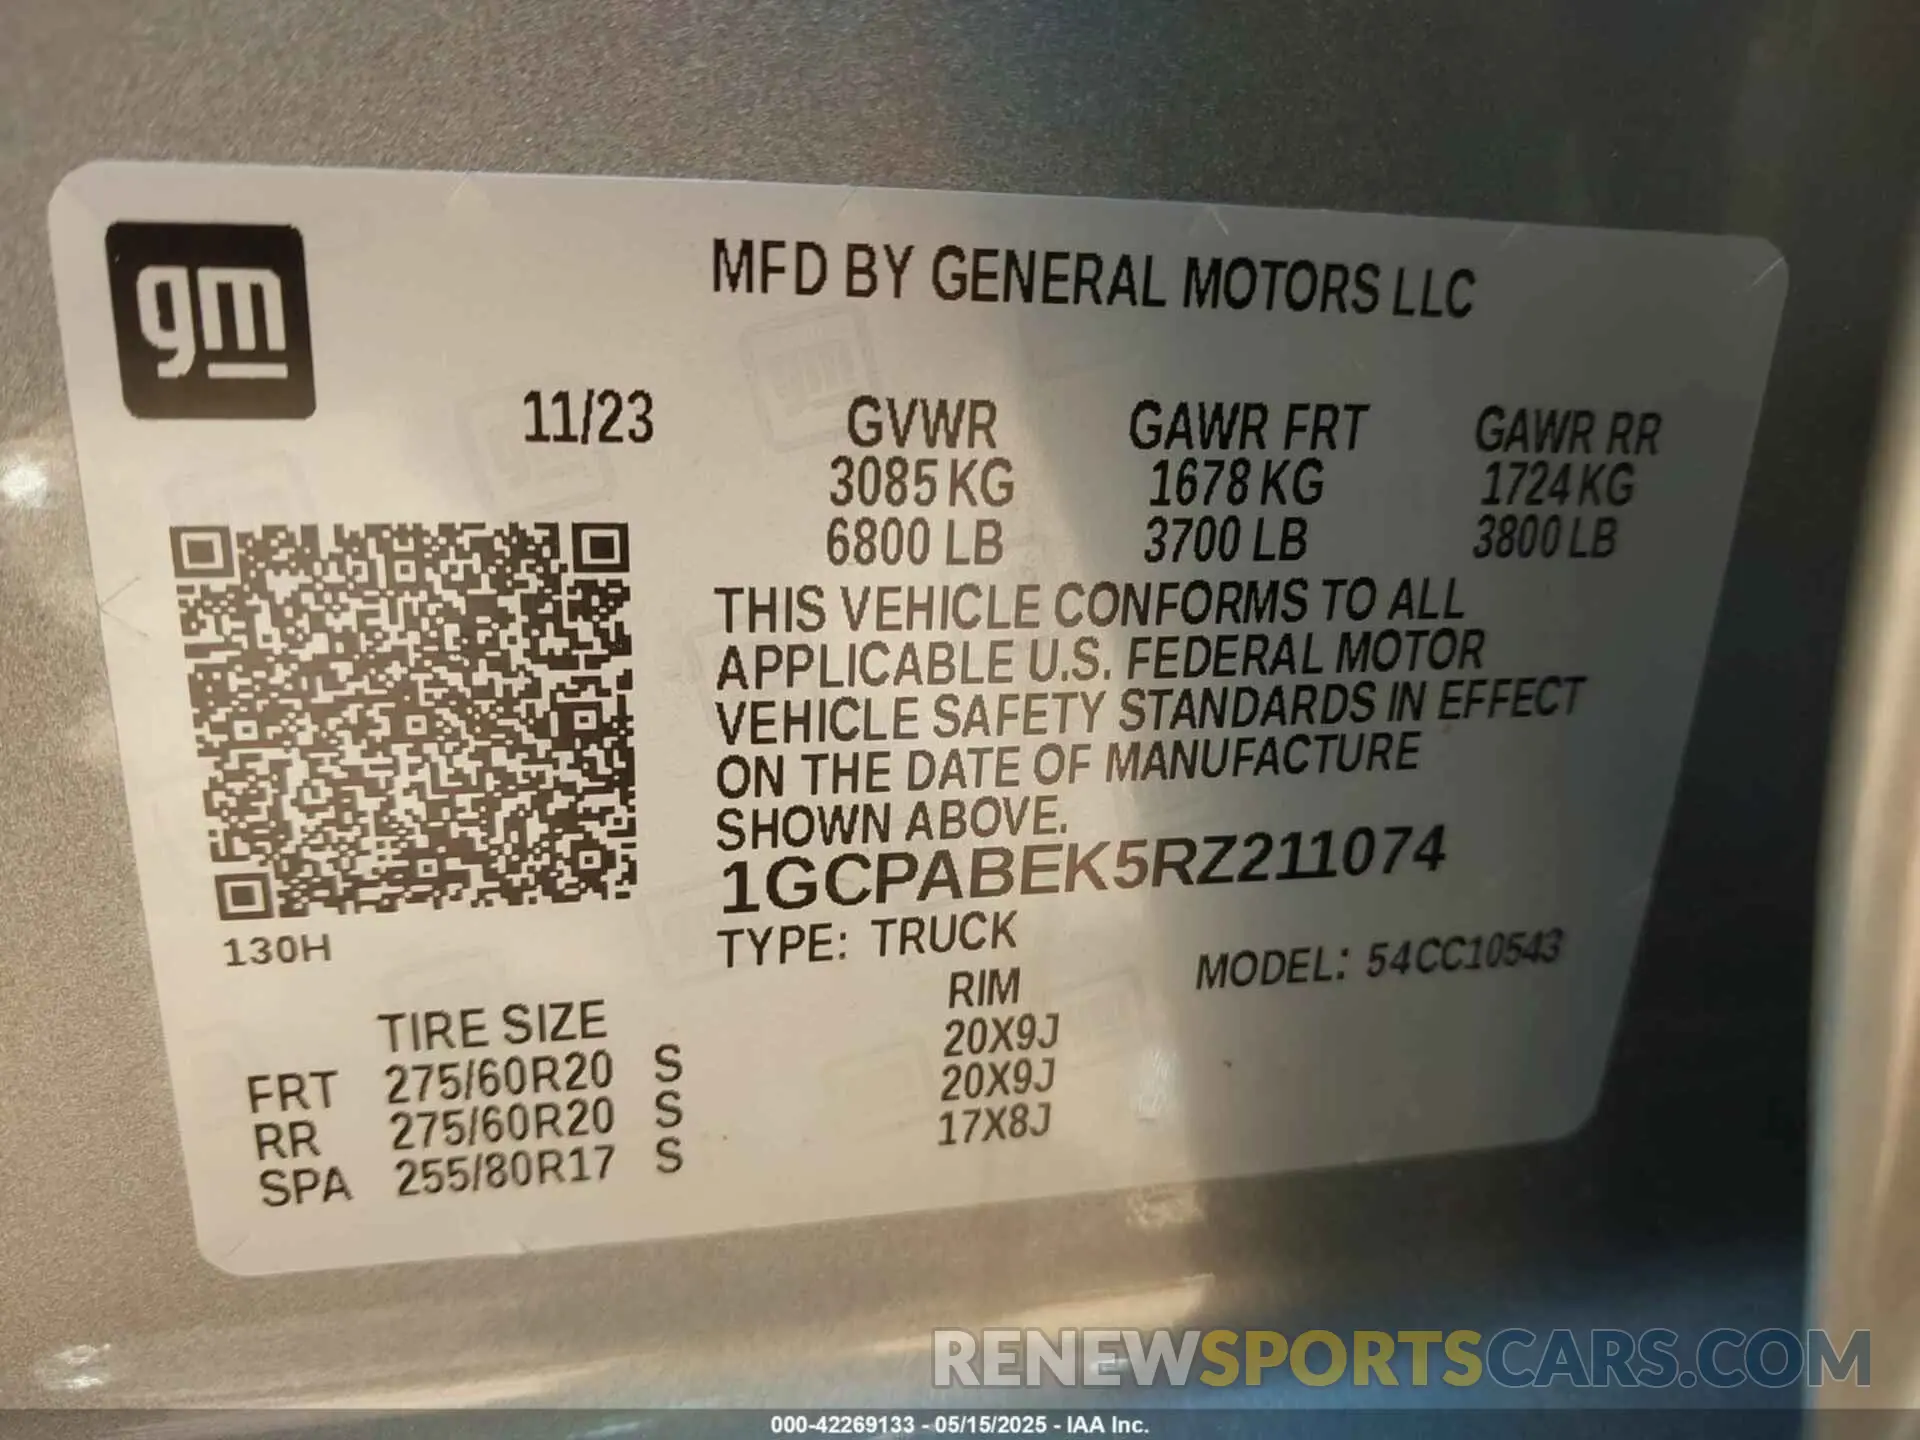 gm
MFD BY GENERAL MOTORS LLC
11/23
GVWR GAWR FRT GAWR RR
3085 KG 1678 KG 1724 KG
6800 LB 3700 LB 3800 LB
THIS VEHICLE CONFORMS TO ALL
APPLICABLE U.S. FEDERAL MOTOR
VEHICLE SAFETY STANDARDS IN EFFECT
ON THE DATE OF MANUFACTURE
SHOWN ABOVE.
1GCPABEK5RZ211074
130H
TYPE: TRUCK MODEL: 54CC10543
TIRE SIZE RIM
FRT 275/60R20 S 20X9J
RR 275/60R20 S 20X9J
SPA 255/80R17 S 17X8J
RENEWSPORTSCARS.COM
000-42269133 - 05/15/2025 - IAA Inc.